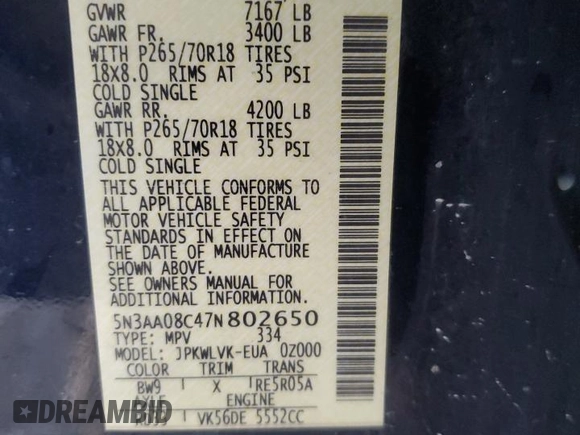 GVWR 7167 LB
GAWR FR. 3400 LB
WITH P265/70R18 TIRES
18X8.0 RIMS AT 35 PSI
COLD SINGLE
GAWR RR. 4200 LB
WITH P265/70R18 TIRES
18X8.0 RIMS AT 35 PSI
COLD SINGLE
THIS VEHICLE CONFORMS TO
ALL APPLICABLE FEDERAL
MOTOR VEHICLE SAFETY
STANDARDS IN EFFECT ON
THE DATE OF MANUFACTURE
SHOWN ABOVE.
SEE OWNERS MANUAL FOR
ADDITIONAL INFORMATION.
5N3AA08C47N802650
TYPE: MPV 334
MODEL: JPKWLVK-EUA 0Z000
COLOR TRIM TRANS
BW9 X RE5R05A
ENGINE
VK56DE 5552CC
DREAMBID